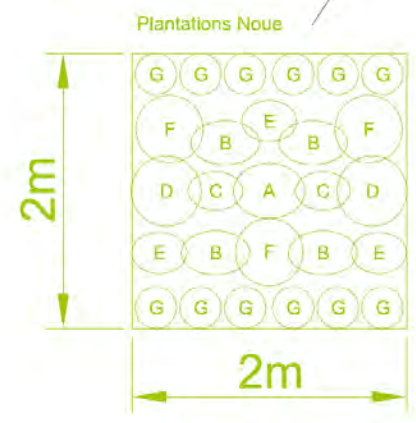 Plantations Noue
G G G G G G
F B E B F
D C A C D
E B F B E
G G G G G G
2m
2m